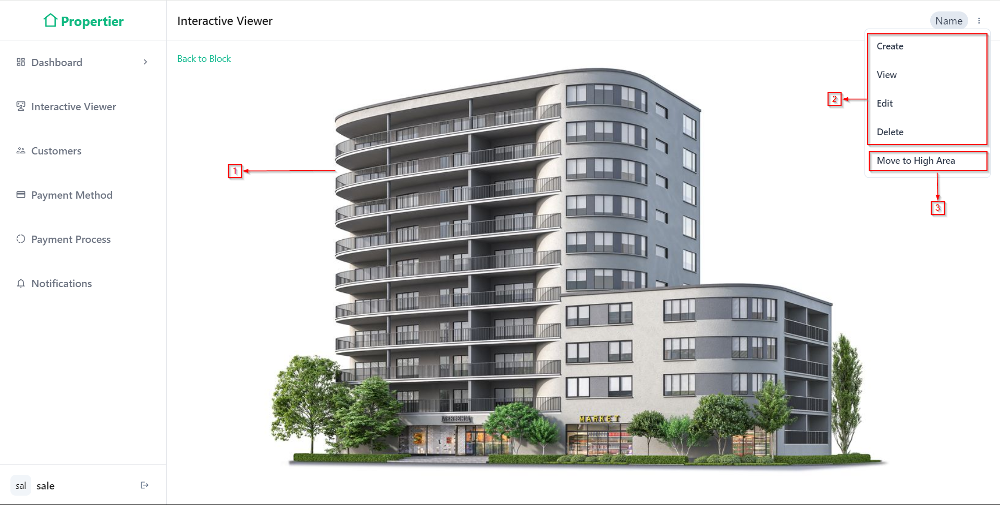 Propertier
Interactive Viewer
Name
Back to Block
Dashboard
Interactive Viewer
Customers
Payment Method
Payment Process
Notifications
Create
View
Edit
Delete
Move to High Area
1
2
3
MARKET
sal
sale